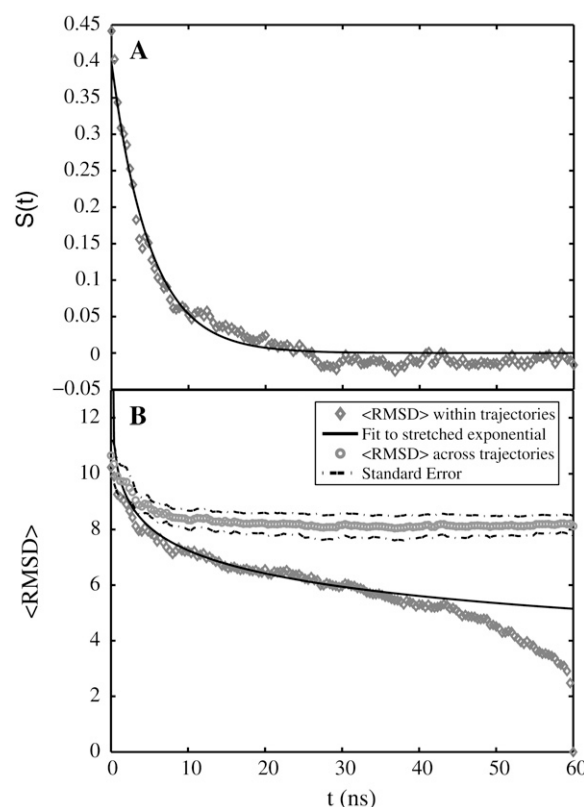 0.45
A
0.4
0.35
0.3
0.25
S(t)
0.2
0.15
0.1
0.05
0
−0.05
12
B
<RMSD> within trajectories
Fit to stretched exponential
<RMSD> across trajectories
Standard Error
10
8
<RMSD>
6
4
2
0
0 10 20 30 40 50 60
t (ns)